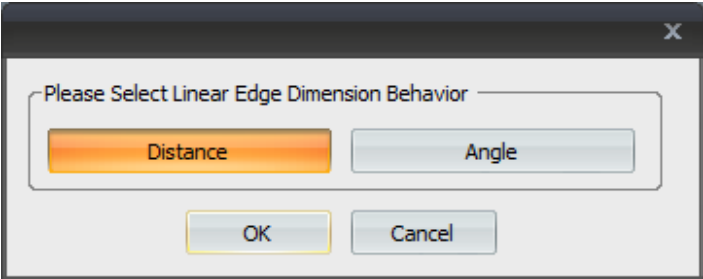 x
Please Select Linear Edge Dimension Behavior
Distance Angle
OK Cancel